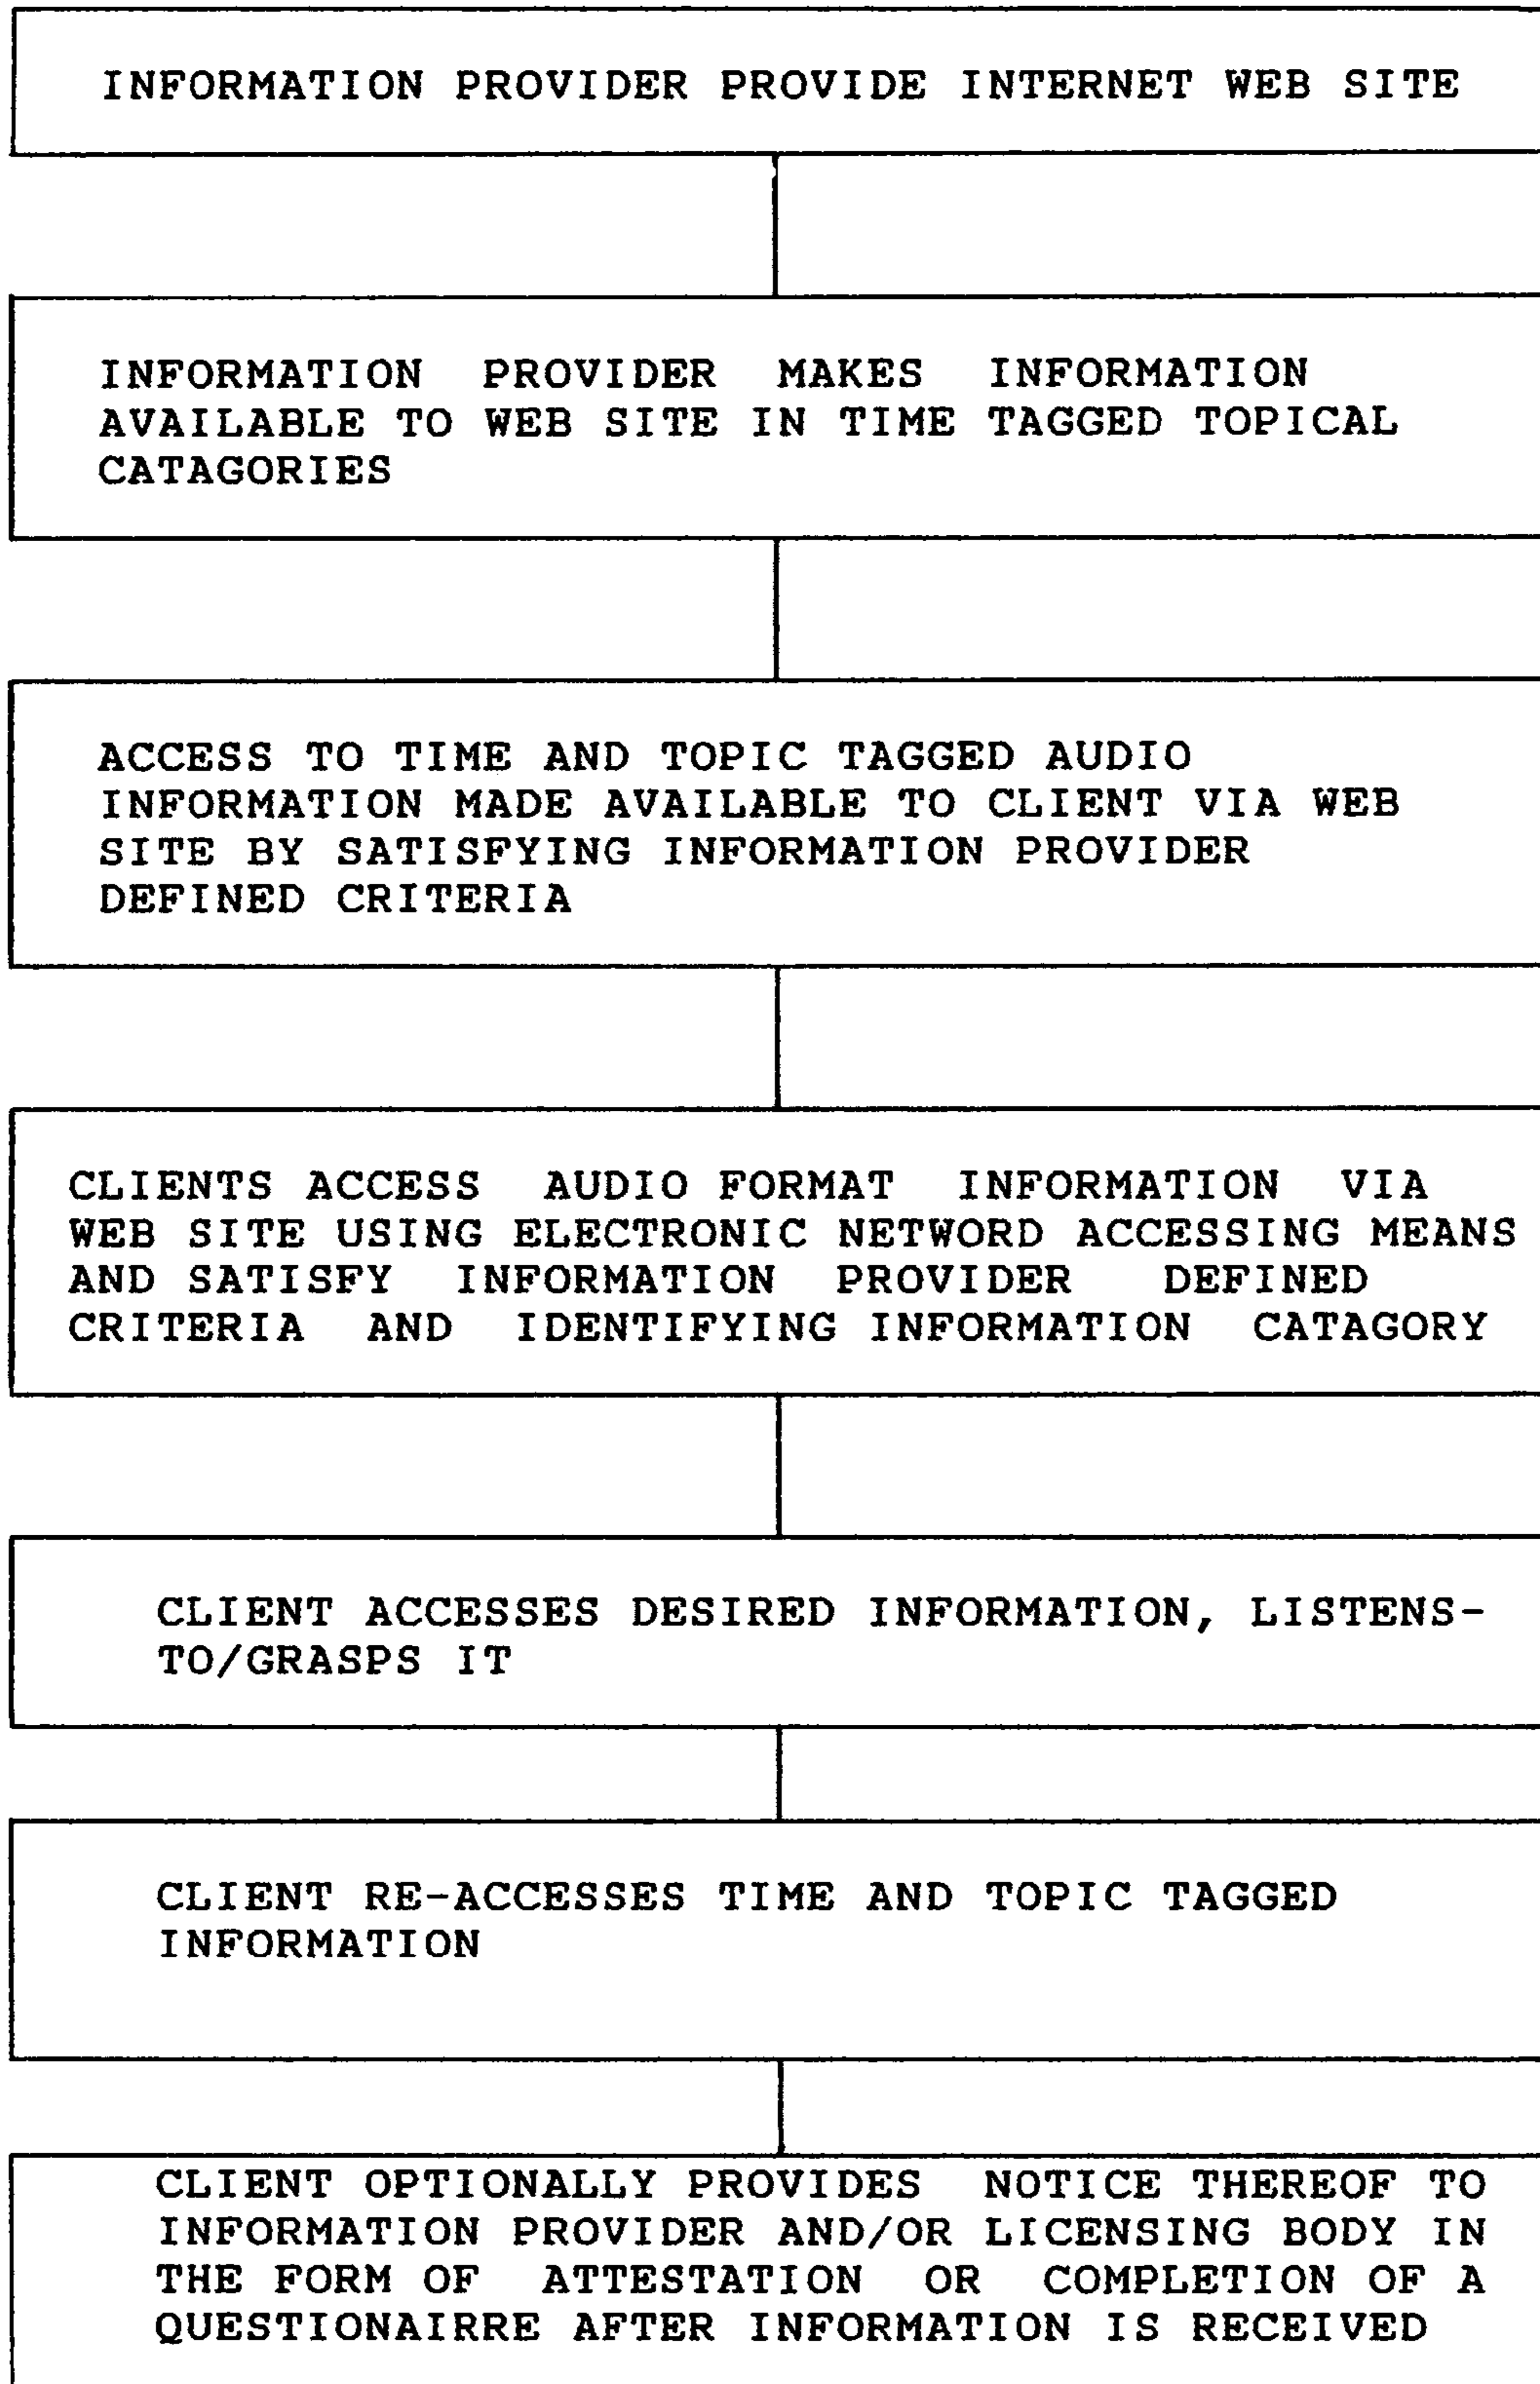 INFORMATION PROVIDER PROVIDE INTERNET WEB SITE
INFORMATION PROVIDER MAKES INFORMATION
AVAILABLE TO WEB SITE IN TIME TAGGED TOPICAL
CATAGORIES
ACCESS TO TIME AND TOPIC TAGGED AUDIO
INFORMATION MADE AVAILABLE TO CLIENT VIA WEB
SITE BY SATISFYING INFORMATION PROVIDER
DEFINED CRITERIA
CLIENTS ACCESS AUDIO FORMAT INFORMATION VIA
WEB SITE USING ELECTRONIC NETWORD ACCESSING MEANS
AND SATISFY INFORMATION PROVIDER DEFINED
CRITERIA AND IDENTIFYING INFORMATION CATAGORY
CLIENT ACCESSES DESIRED INFORMATION, LISTENS-
TO/GRASPS IT
CLIENT RE-ACCESSES TIME AND TOPIC TAGGED
INFORMATION
CLIENT OPTIONALLY PROVIDES NOTICE THEREOF TO
INFORMATION PROVIDER AND/OR LICENSING BODY IN
THE FORM OF ATTESTATION OR COMPLETION OF A
QUESTIONAIRRE AFTER INFORMATION IS RECEIVED